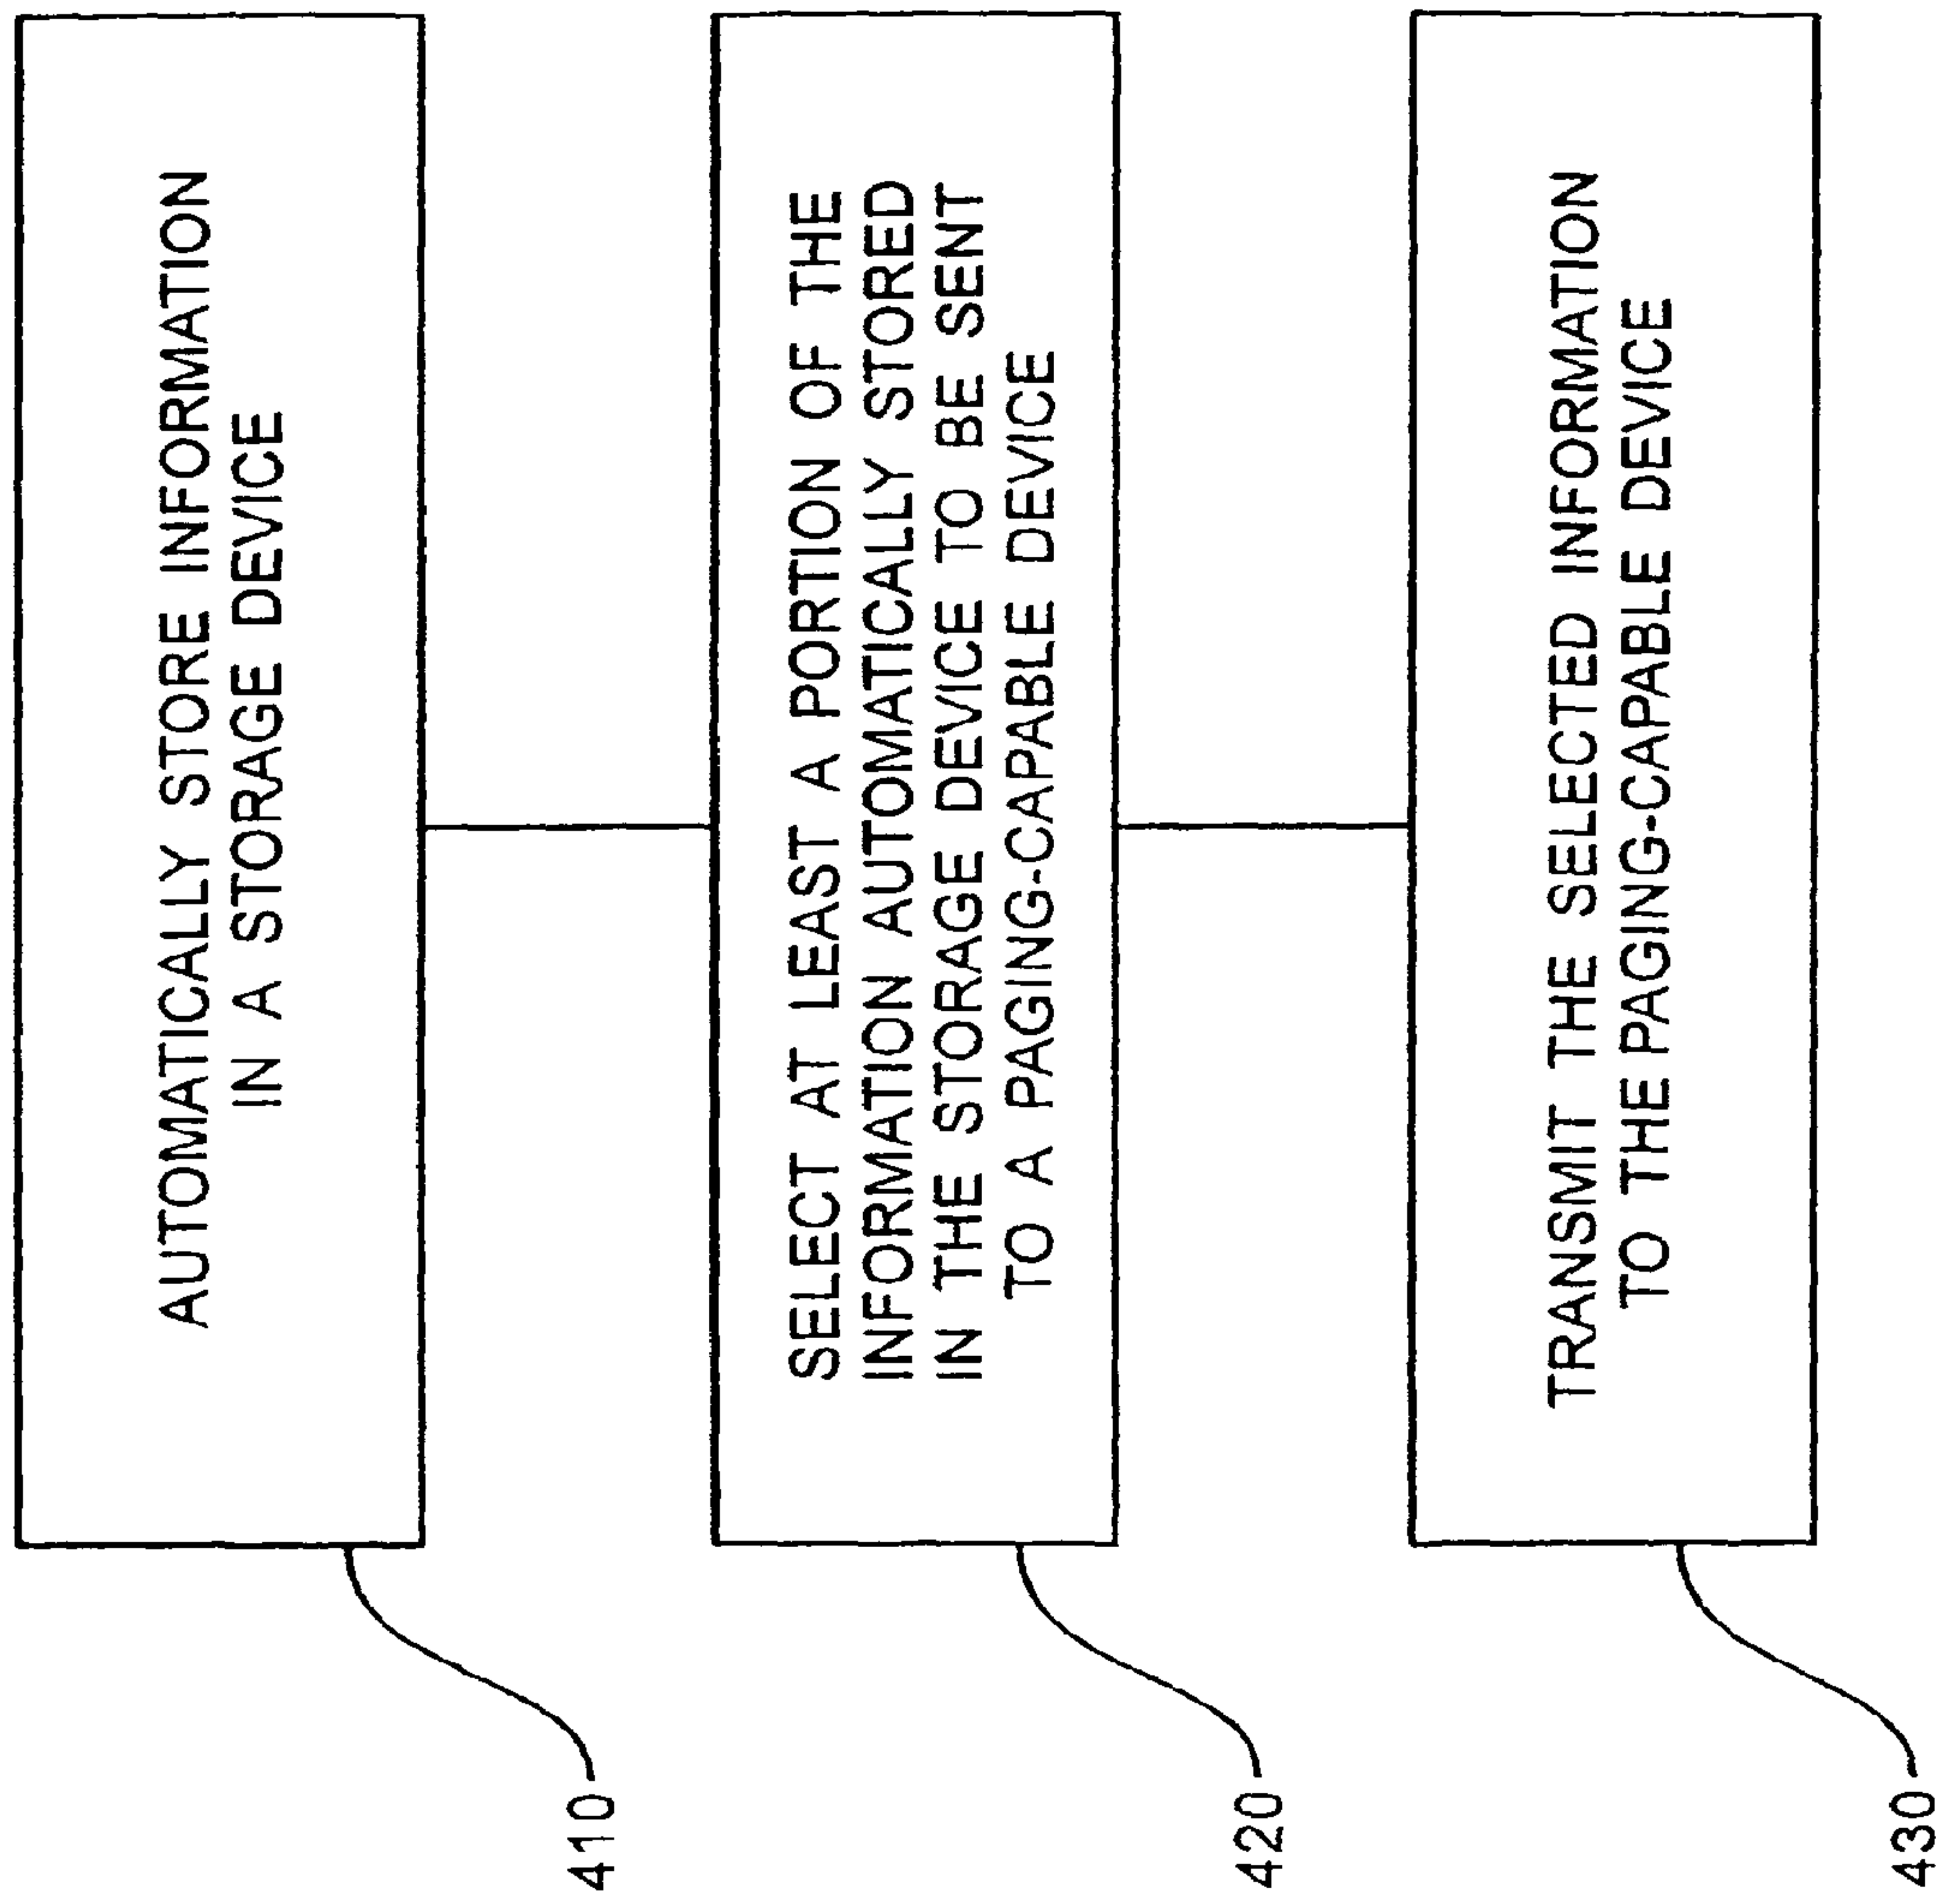 AUTOMATICALLY STORE INFORMATION
IN A STORAGE DEVICE
410
SELECT AT LEAST A PORTION OF THE
INFORMATION AUTOMATICALLY STORED
IN THE STORAGE DEVICE TO BE SENT
TO A PAGING-CAPABLE DEVICE
420
TRANSMIT THE SELECTED INFORMATION
TO THE PAGING-CAPABLE DEVICE
430